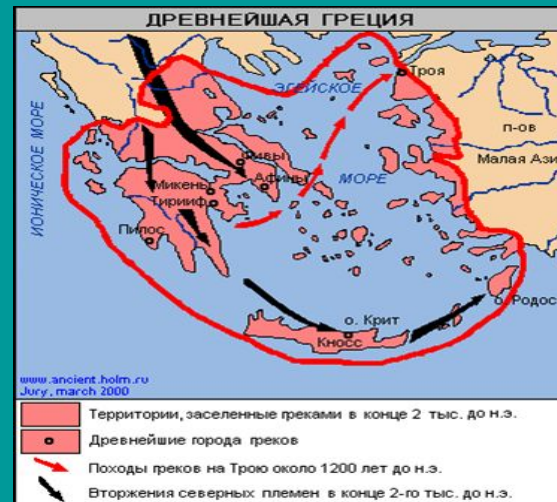 ДРЕВНЕЙШАЯ ГРЕЦИЯ
ЭГЕЙСКОЕ
Троя
ИОНИЧЕСКОЕ МОРЕ
п-ов
Малая Ази
Фивы
МОРЕ
Микены
Афины
Тиринф
Пилос
о. Родос
о. Крит
Кносс
www.ancient.holm.ru
Jury, march 2000
Территории, заселенные греками в конце 2 тыс. до н.э.
Древнейшие города греков
Походы греков на Трою около 1200 лет до н.э.
Вторжения северных племен в конце 2-го тыс. до н.э.